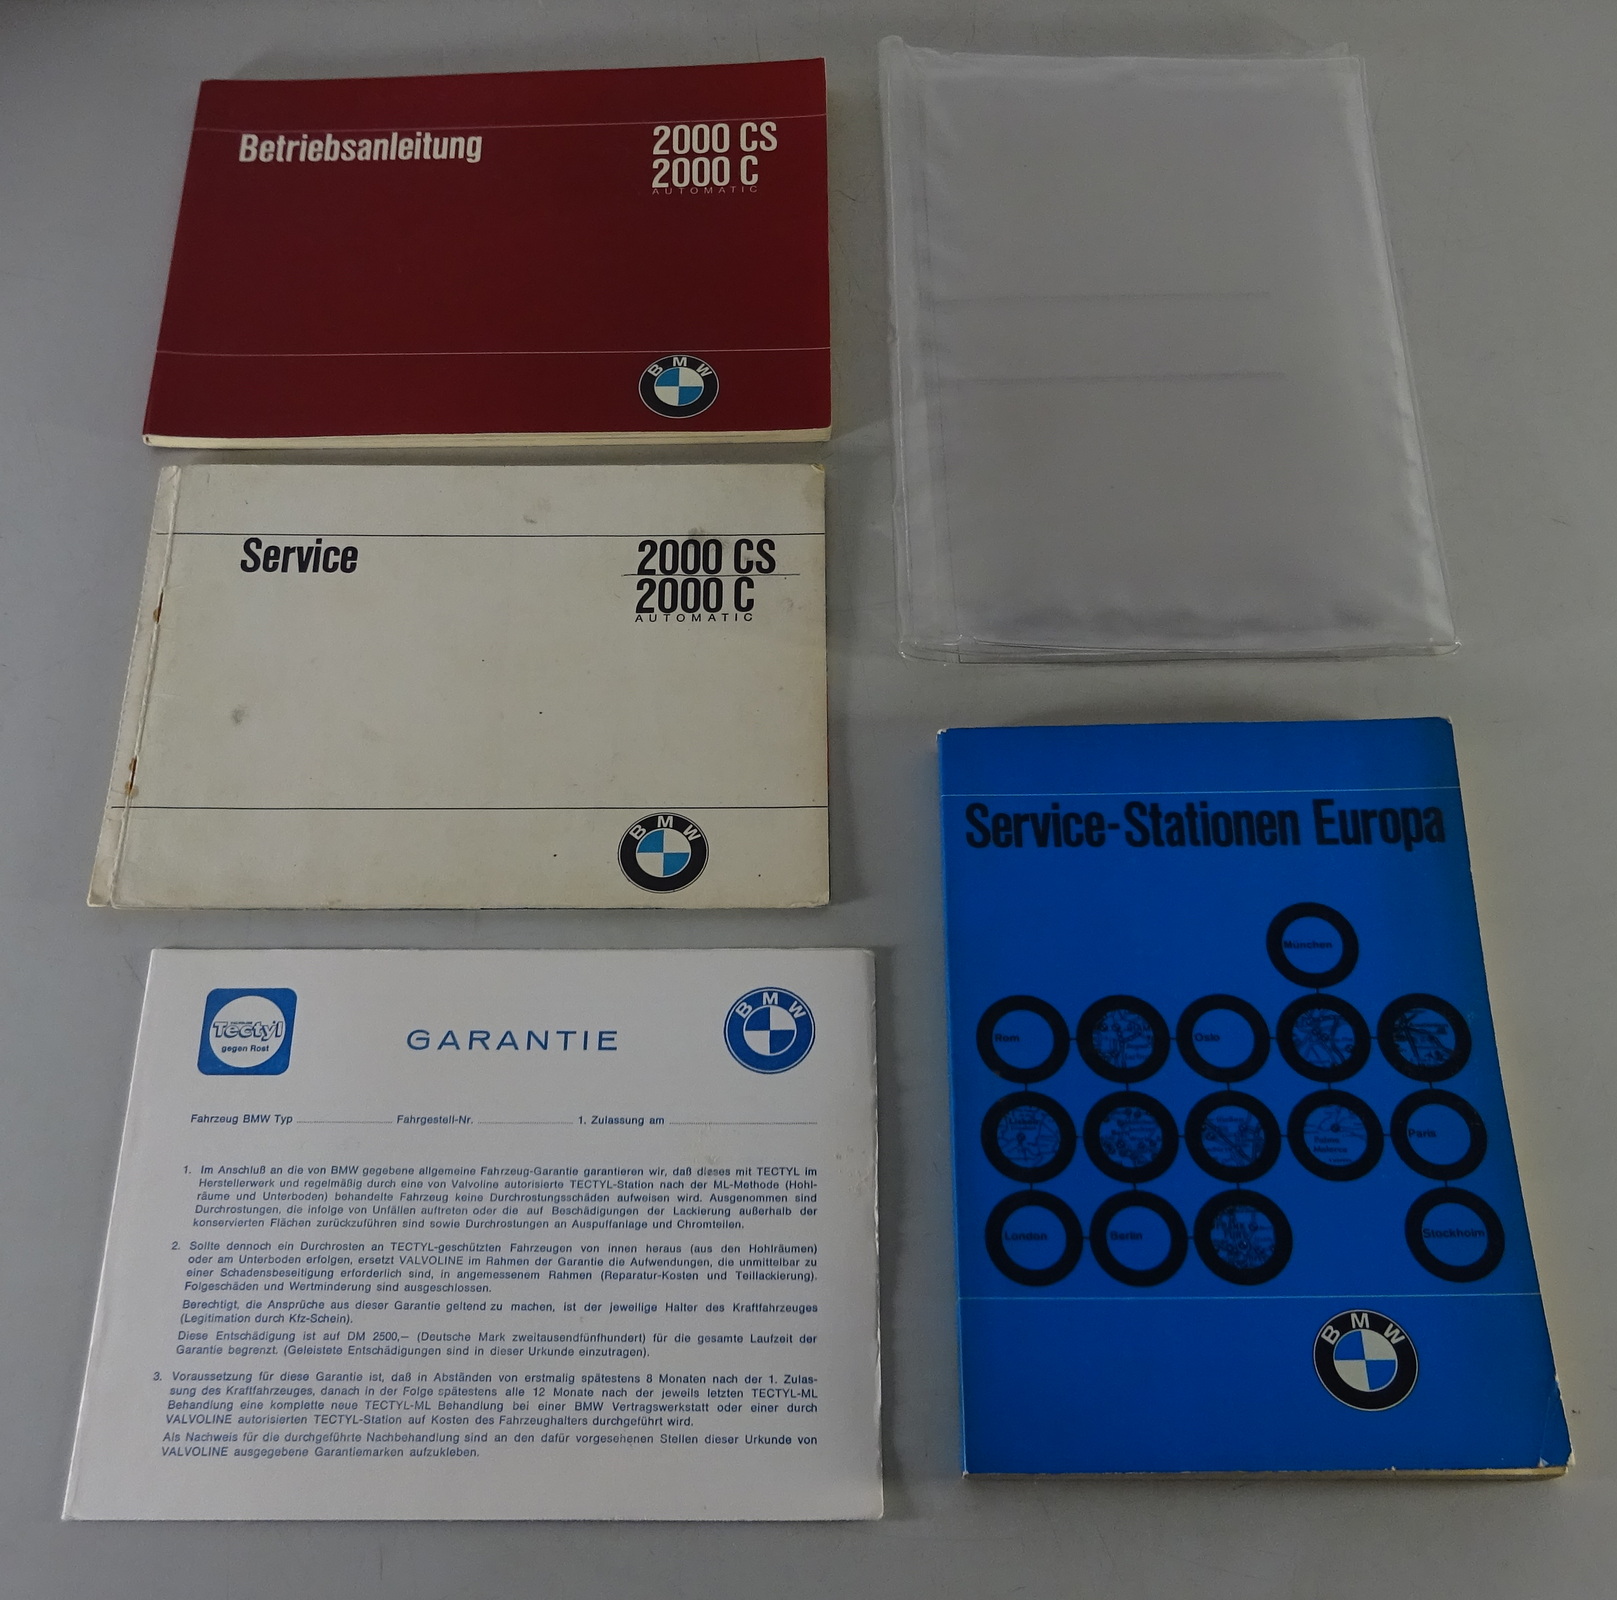 Betriebsanleitung
2000 CS
2000 C
AUTOMATIC
BMW
Service
2000 CS
2000 C
AUTOMATIC
BMW
Tectyl
gegen Rost
GARANTIE
BMW
Fahrzeug BMW Typ Fahrgestell-Nr. 1. Zulassung am
1. Im Anschluß an die von BMW gegebene allgemeine Fahrzeug-Garantie garantieren wir, daß dieses mit TECTYL im
Herstellerwerk und regelmäßig durch eine von Valvoline autorisierte TECTYL-Station nach der ML-Methode (Hohl-
räume und Unterboden) behandelte Fahrzeug keine Durchrostungsschäden aufweisen wird. Ausgenommen sind
Durchrostungen, die infolge von Unfällen auftreten oder die auf Beschädigungen der Lackierung außerhalb der
konservierten Flächen zurückzuführen sind sowie Durchrostungen an Auspuffanlage und Chromteilen.
2. Sollte dennoch ein Durchrosten an TECTYL-geschützten Fahrzeugen von innen heraus (aus den Hohlräumen)
oder am Unterboden erfolgen, ersetzt VALVOLINE im Rahmen der Garantie die Aufwendungen, die unmittelbar zu
einer Schadensbeseitigung erforderlich sind, in angemessenem Rahmen (Reparatur-Kosten und Teillackierung).
Folgeschäden und Wertminderung sind ausgeschlossen.
Berechtigt, die Ansprüche aus dieser Garantie geltend zu machen, ist der jeweilige Halter des Kraftfahrzeuges
(Legitimation durch Kfz-Schein).
Diese Entschädigung ist auf DM 2500,— (Deutsche Mark zweitausendfünfhundert) für die gesamte Laufzeit der
Garantie begrenzt. (Geleistete Entschädigungen sind in dieser Urkunde einzutragen).
3. Voraussetzung für diese Garantie ist, daß in Abständen von erstmalig spätestens 8 Monaten nach der 1. Zulas-
sung des Kraftfahrzeuges, danach in der Folge spätestens alle 12 Monate nach der jeweils letzten TECTYL-ML
Behandlung eine komplette neue TECTYL-ML Behandlung bei einer BMW Vertragswerkstatt oder einer durch
VALVOLINE autorisierten TECTYL-Station auf Kosten des Fahrzeughalters durchgeführt wird.
Als Nachweis für die durchgeführte Nachbehandlung sind an den dafür vorgesehenen Stellen dieser Urkunde von
VALVOLINE ausgegebene Garantiemarken aufzukleben.
Service-Stationen Europa
München
Rom
Oslo
Palma
Paris
London
Berlin
Stockholm
BMW